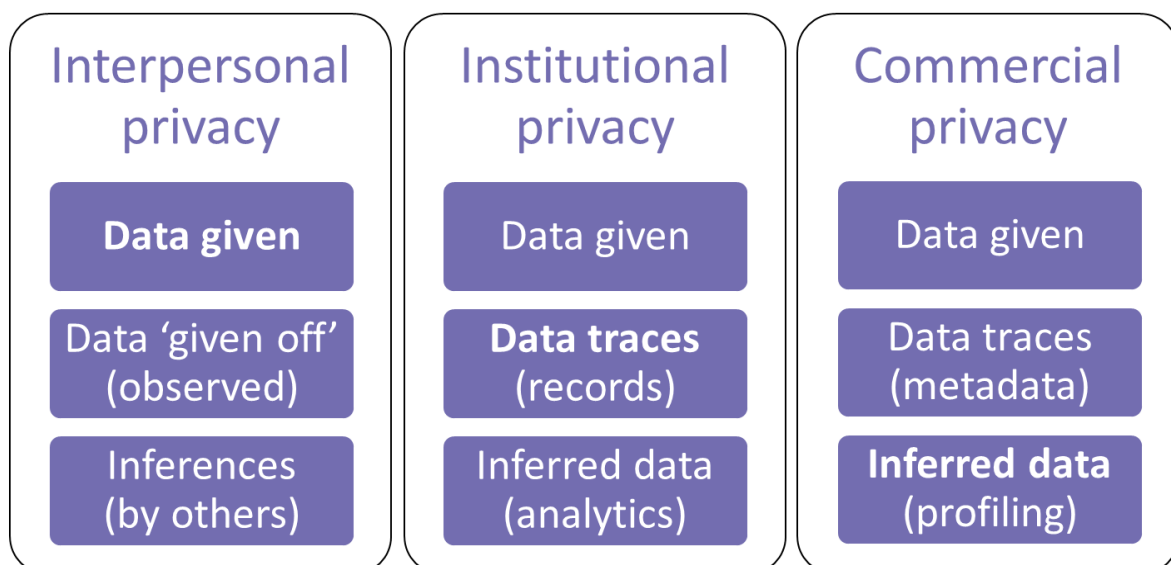 Interpersonal
privacy
Data given
Data ‘given off’
(observed)
Inferences
(by others)
Institutional
privacy
Data given
Data traces
(records)
Inferred data
(analytics)
Commercial
privacy
Data given
Data traces
(metadata)
Inferred data
(profiling)